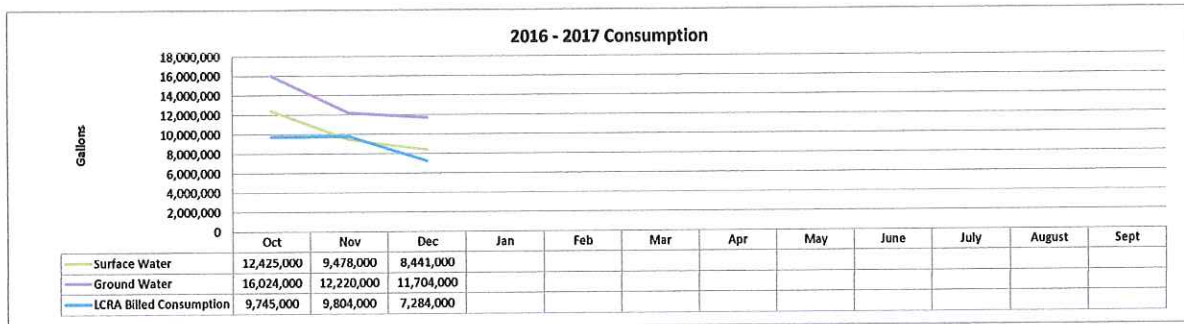 2016 - 2017 Consumption
18,000,000
16,000,000
14,000,000
12,000,000
10,000,000
8,000,000
6,000,000
4,000,000
2,000,000
0
Gallons
Oct Nov Dec Jan Feb Mar Apr May June July August Sept
Surface Water 12,425,000 9,478,000 8,441,000
Ground Water 16,024,000 12,220,000 11,704,000
LCRA Billed Consumption 9,745,000 9,804,000 7,284,000